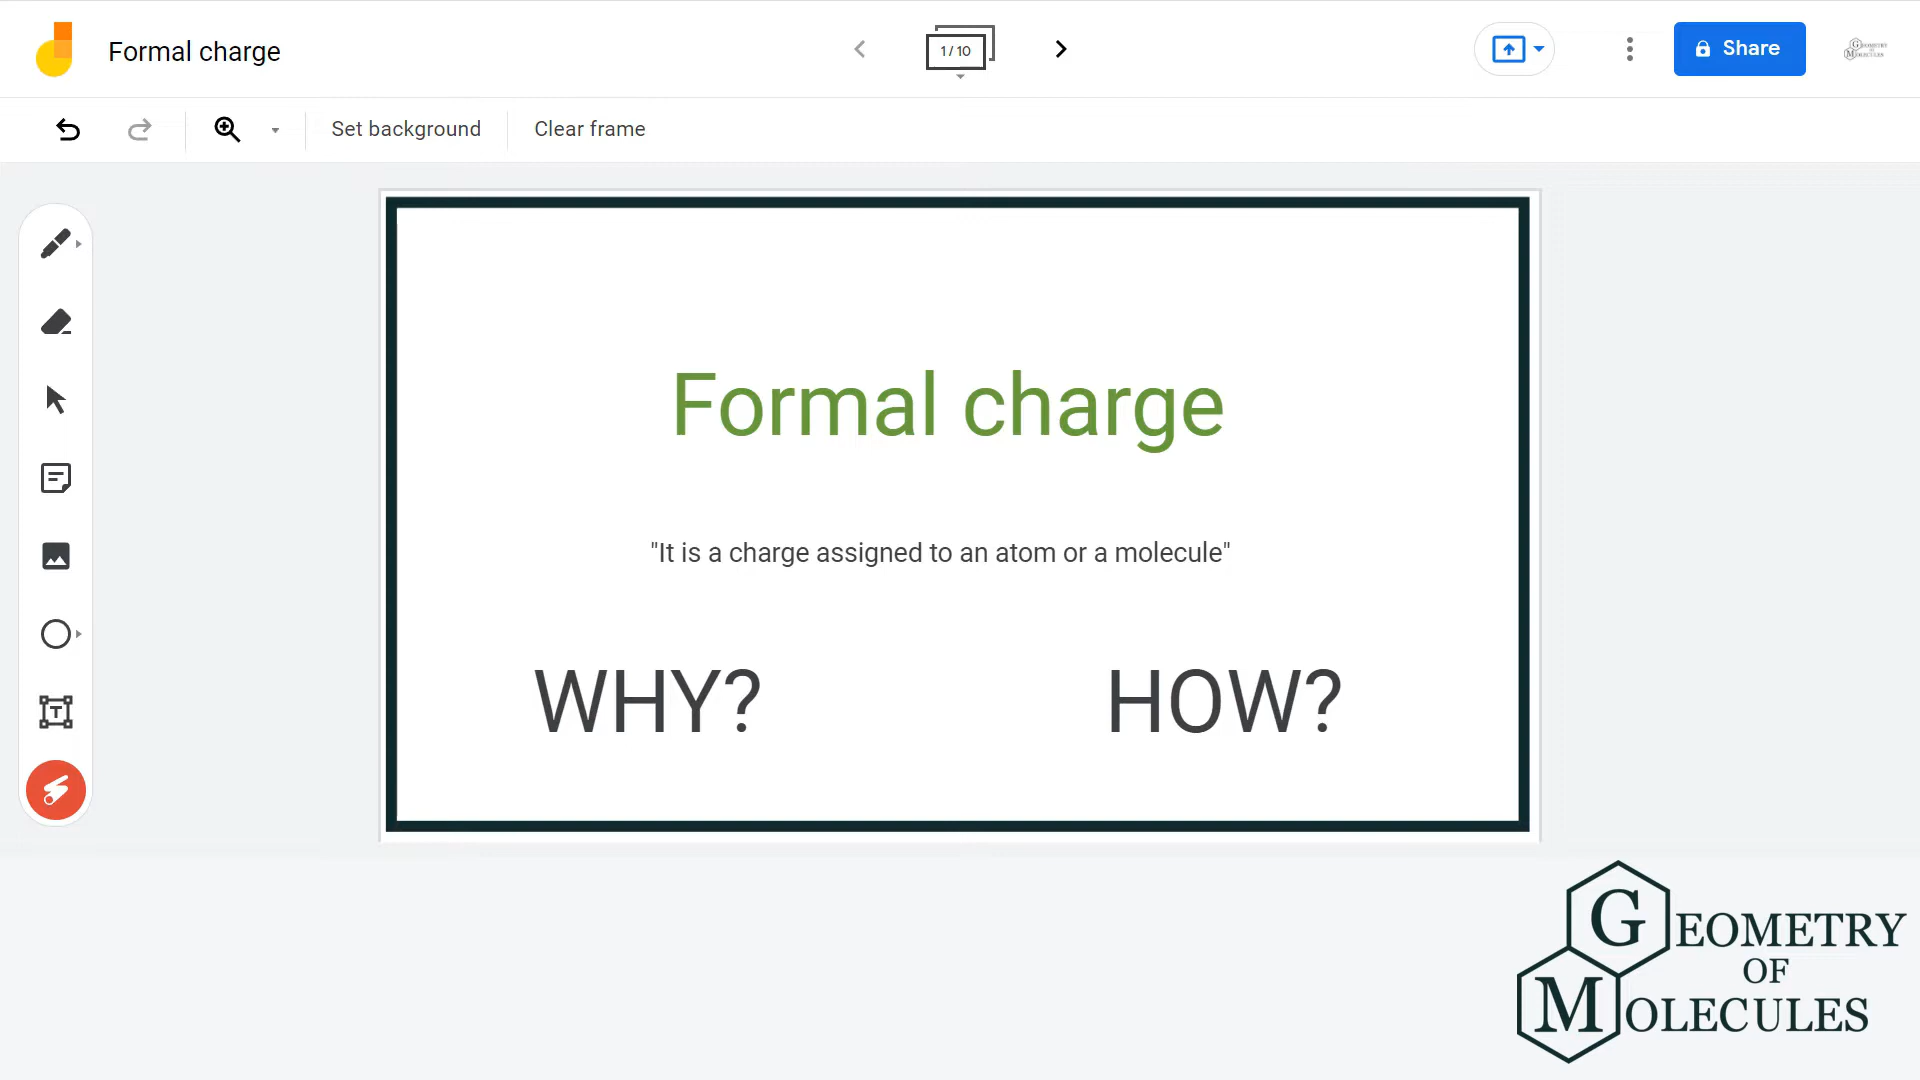 Formal charge
1 / 10
Share
Set background
Clear frame
Formal charge
"It is a charge assigned to an atom or a molecule"
WHY? HOW?
GEOMETRY
OF
MOLECULES